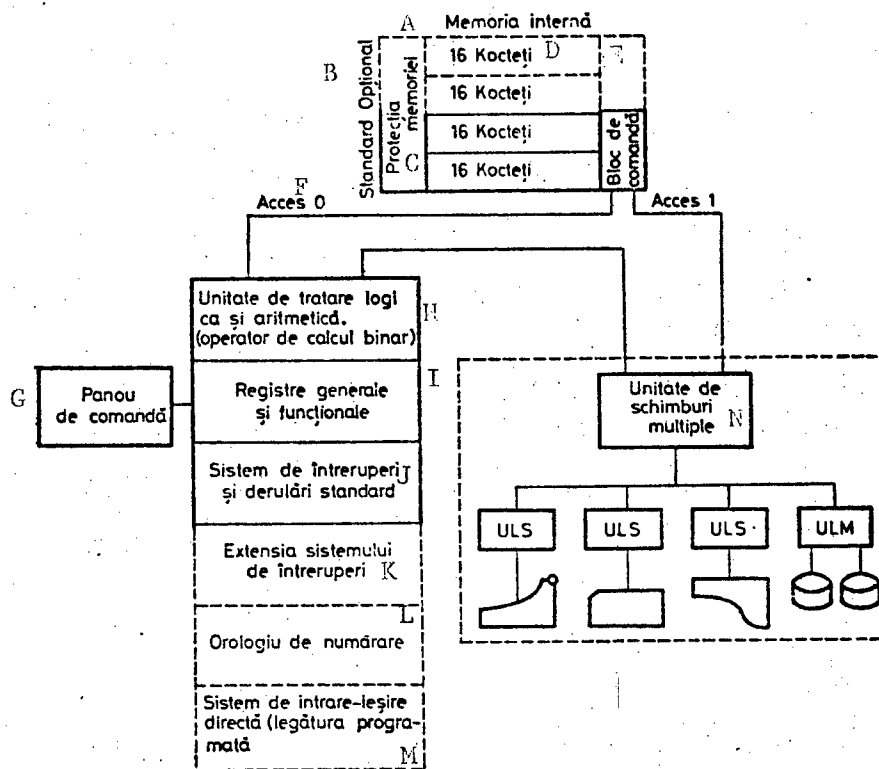 A Memoria internă
B Standard Opțional
Protecția memoriei
C
16 Kocteți D
16 Kocteți
16 Kocteți
16 Kocteți
E
Bloc de comandă
F
Acces 0
Acces 1
Unitate de tratare logi
ca și aritmetică.
(operator de calcul binar)
H
I
G
Panou
de comandă
Registre generale
și funcționale
Sistem de întreruperi J
și derulări standard
Extensia sistemului
de întreruperi K
L
Orologiu de numărare
Sistem de intrare-ieșire
directă (legătura progra-
mată
M
Unitate de
schimburi
multiple N
ULS
ULS
ULS
ULM